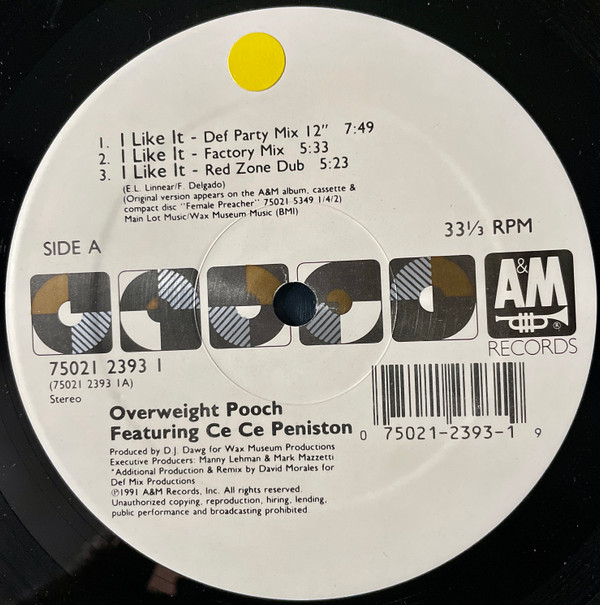 1. I Like It - Def Party Mix 12" 7:49
2. I Like It - Factory Mix 5:33
3. I Like It - Red Zone Dub 5:23
(E.L. Linnear/F. Delgado)
(Original version appears on the A&M album, cassette &
compact disc "Female Preacher" 75021 5349 1/4/2)
Main Lot Music/Wax Museum Music (BMI)
SIDE A
33⅓ RPM
A&M
®
RECORDS
75021 2393 1
(75021 2393 1A)
Stereo
Overweight Pooch
Featuring Ce Ce Peniston
0 75021-2393-1 9
Produced by D.J. Dawg for Wax Museum Productions
Executive Producers: Manny Lehman & Mark Mazzetti
*Additional Production & Remix by David Morales for
Def Mix Productions
℗1991 A&M Records, Inc. All rights reserved.
Unauthorized copying, reproduction, hiring, lending,
public performance and broadcasting prohibited.